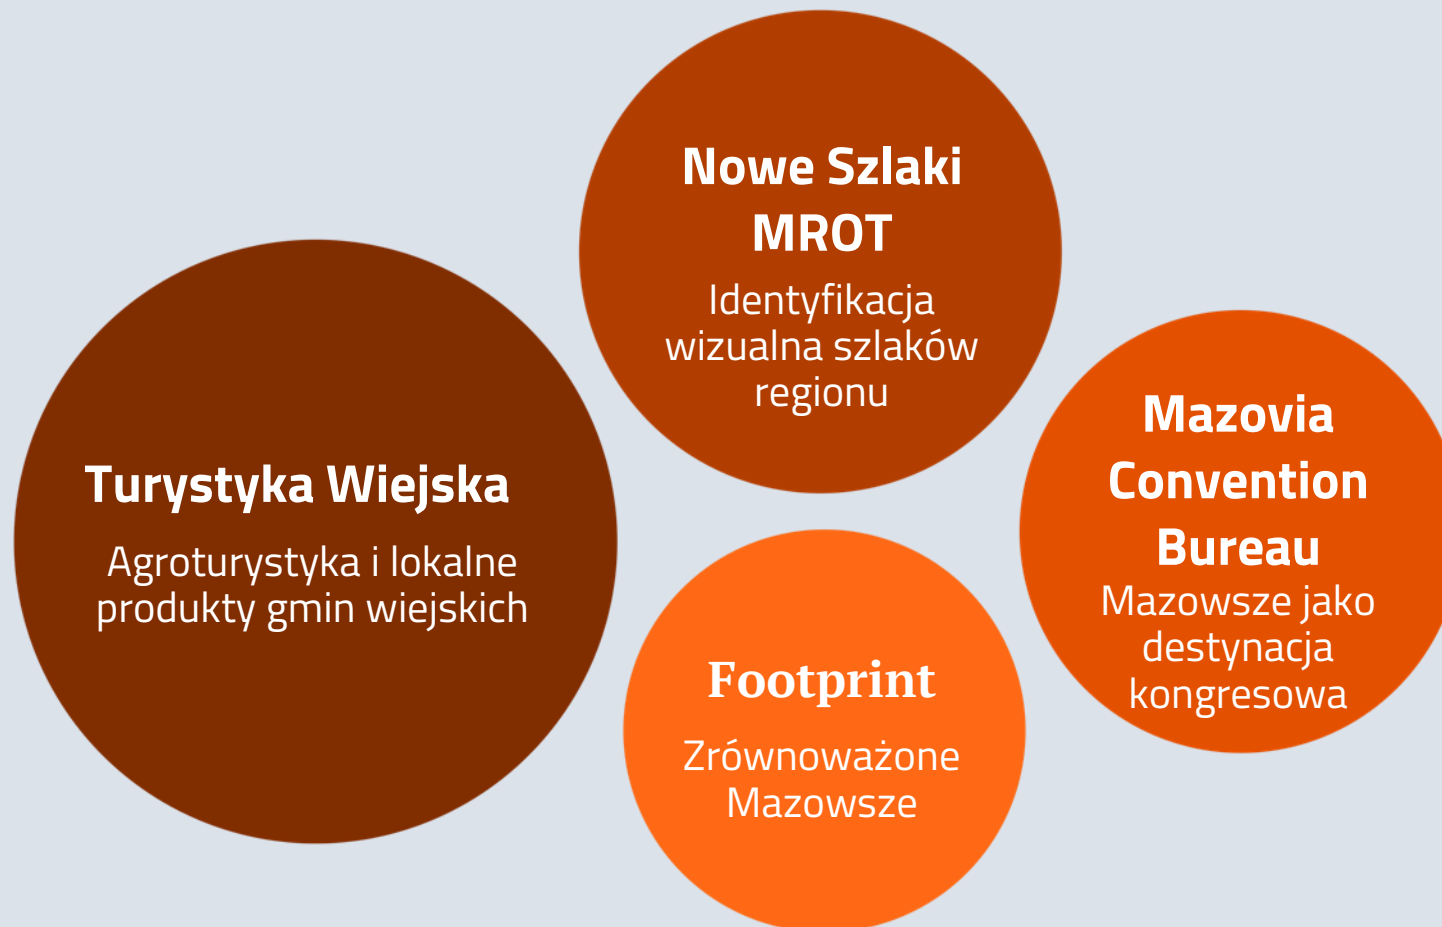 Nowe Szlaki
MROT
Identyfikacja
wizualna szlaków
regionu
Turystyka Wiejska
Agroturystyka i lokalne
produkty gmin wiejskich
Mazovia
Convention
Bureau
Mazowsze jako
destynacja
kongresowa
Footprint
Zrównoważone
Mazowsze